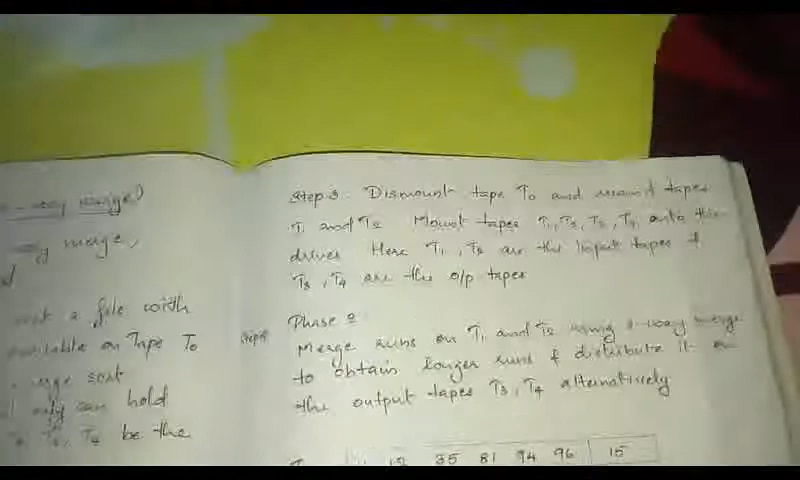 way merge)
way merge,
a file with
available on Tape To
merge sort
only can hold
be the
Step 3: Dismount tape T0 and mount tapes
T1 and T2 Mount tapes T1, T2, T3, T4 onto the
drives Here T1, T2 are the input tapes &
T3, T4 are the o/p tapes
Phase 2:
Step 4
Merge runs on T1 and T2 using 2-way merge
to obtain longer runs & distribute it on
the output tapes T3, T4 alternatively
12 35 81 94 96 15